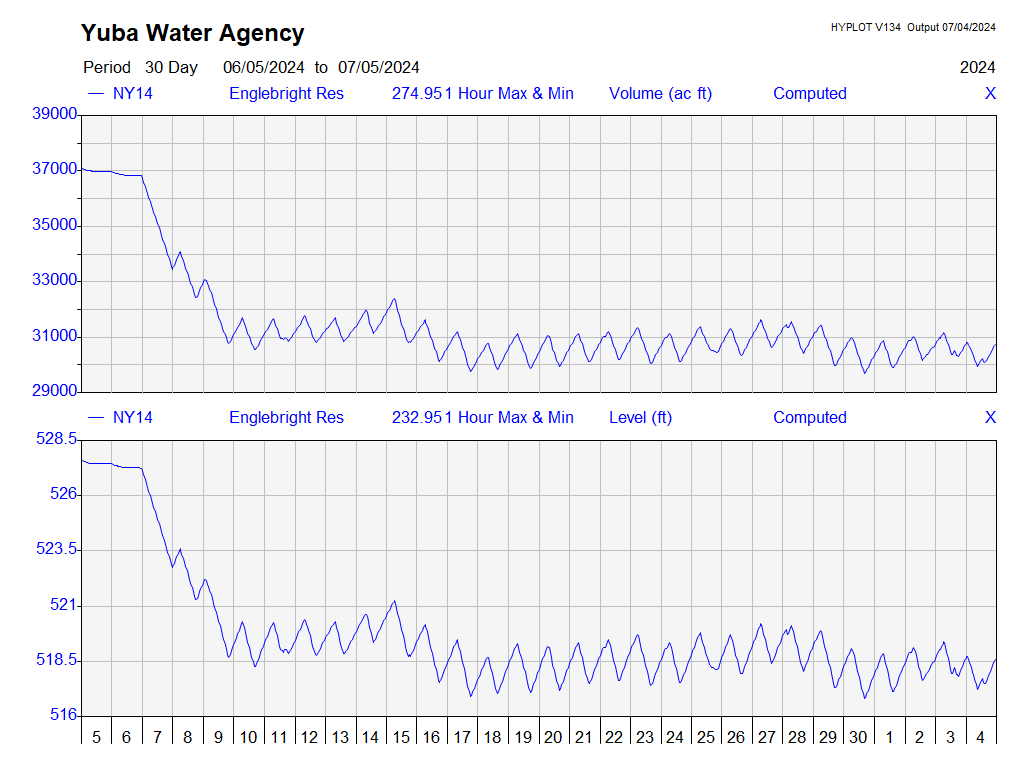 Yuba Water Agency
HYPLOT V134 Output 07/04/2024
Period 30 Day 06/05/2024 to 07/05/2024 2024
NY14 Englebright Res 274.951 Hour Max & Min Volume (ac ft) Computed X
39000
37000
35000
33000
31000
29000
NY14 Englebright Res 232.951 Hour Max & Min Level (ft) Computed X
528.5
526
523.5
521
518.5
516
5 6 7 8 9 10 11 12 13 14 15 16 17 18 19 20 21 22 23 24 25 26 27 28 29 30 1 2 3 4